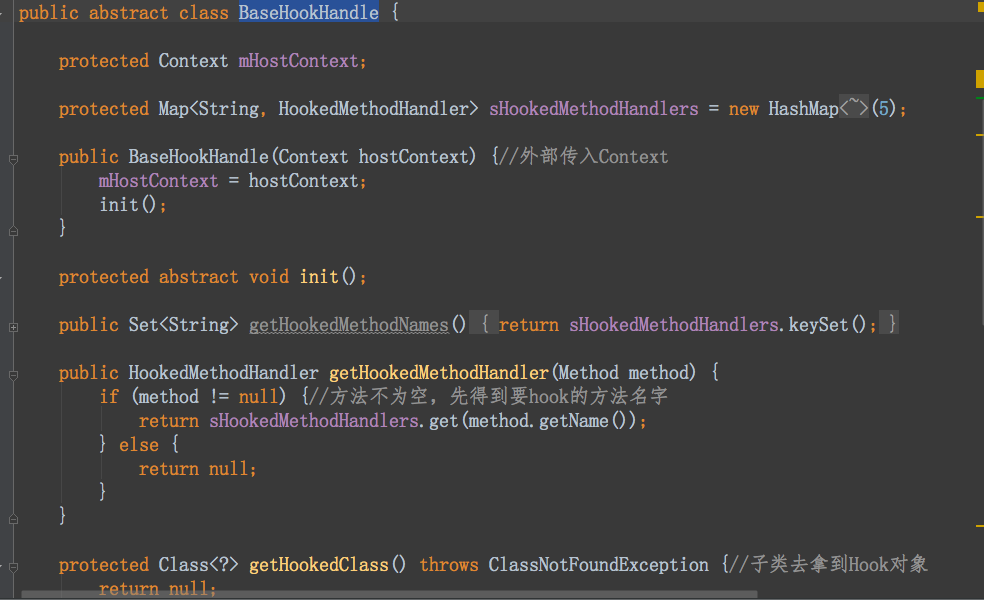 public abstract class BaseHookHandle {
protected Context mHostContext;
protected Map<String, HookedMethodHandler> sHookedMethodHandlers = new HashMap<~>(5);
public BaseHookHandle(Context hostContext) {//外部传入Context
mHostContext = hostContext;
init();
}
protected abstract void init();
public Set<String> getHookedMethodNames() { return sHookedMethodHandlers.keySet(); }
public HookedMethodHandler getHookedMethodHandler(Method method) {
if (method != null) {//方法不为空，先得到要hook的方法名字
return sHookedMethodHandlers.get(method.getName());
} else {
return null;
}
}
protected Class<?> getHookedClass() throws ClassNotFoundException {//子类去拿到Hook对象
return null;